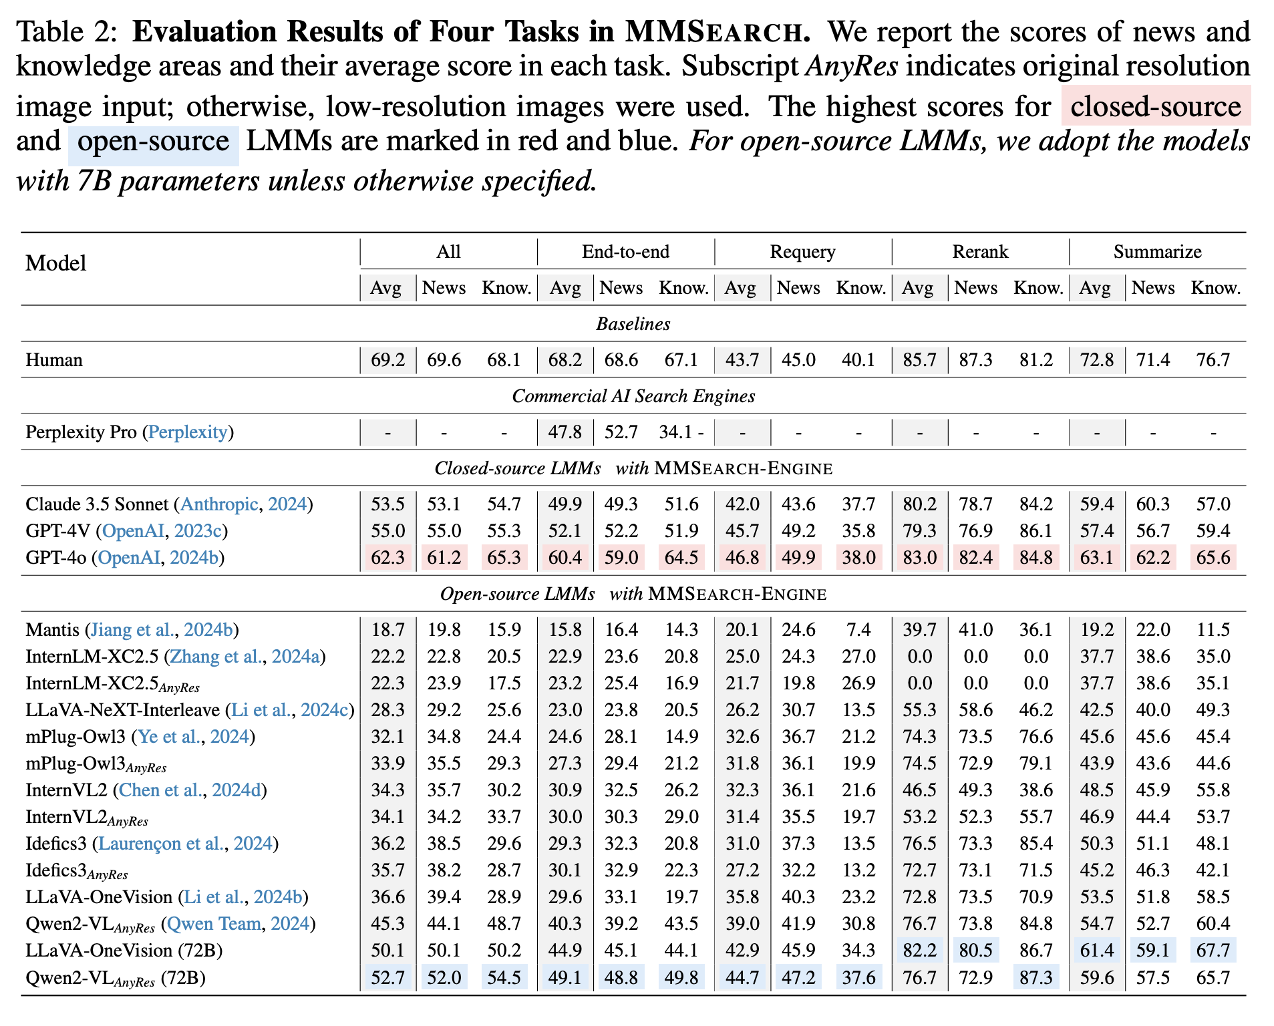 Table 2: Evaluation Results of Four Tasks in MMSEARCH. We report the scores of news and
knowledge areas and their average score in each task. Subscript AnyRes indicates original resolution
image input; otherwise, low-resolution images were used. The highest scores for closed-source
and open-source LMMs are marked in red and blue. For open-source LMMs, we adopt the models
with 7B parameters unless otherwise specified.
Model All End-to-end Requery Rerank Summarize
Avg News Know. Avg News Know. Avg News Know. Avg News Know. Avg News Know.
Baselines
Human 69.2 69.6 68.1 68.2 68.6 67.1 43.7 45.0 40.1 85.7 87.3 81.2 72.8 71.4 76.7
Commercial AI Search Engines
Perplexity Pro (Perplexity) - - - 47.8 52.7 34.1 - - - - - - - - - -
Closed-source LMMs with MMSEARCH-ENGINE
Claude 3.5 Sonnet (Anthropic, 2024) 53.5 53.1 54.7 49.9 49.3 51.6 42.0 43.6 37.7 80.2 78.7 84.2 59.4 60.3 57.0
GPT-4V (OpenAI, 2023c) 55.0 55.0 55.3 52.1 52.2 51.9 45.7 49.2 35.8 79.3 76.9 86.1 57.4 56.7 59.4
GPT-4o (OpenAI, 2024b) 62.3 61.2 65.3 60.4 59.0 64.5 46.8 49.9 38.0 83.0 82.4 84.8 63.1 62.2 65.6
Open-source LMMs with MMSEARCH-ENGINE
Mantis (Jiang et al., 2024b) 18.7 19.8 15.9 15.8 16.4 14.3 20.1 24.6 7.4 39.7 41.0 36.1 19.2 22.0 11.5
InternLM-XC2.5 (Zhang et al., 2024a) 22.2 22.8 20.5 22.9 23.6 20.8 25.0 24.3 27.0 0.0 0.0 0.0 37.7 38.6 35.0
InternLM-XC2.5AnyRes 22.3 23.9 17.5 23.2 25.4 16.9 21.7 19.8 26.9 0.0 0.0 0.0 37.7 38.6 35.1
LLaVA-NeXT-Interleave (Li et al., 2024c) 28.3 29.2 25.6 23.0 23.8 20.5 26.2 30.7 13.5 55.3 58.6 46.2 42.5 40.0 49.3
mPlug-Owl3 (Ye et al., 2024) 32.1 34.8 24.4 24.6 28.1 14.9 32.6 36.7 21.2 74.3 73.5 76.6 45.6 45.6 45.4
mPlug-Owl3AnyRes 33.9 35.5 29.3 27.3 29.4 21.2 31.8 36.1 19.9 74.5 72.9 79.1 43.9 43.6 44.6
InternVL2 (Chen et al., 2024d) 34.3 35.7 30.2 30.9 32.5 26.2 32.3 36.1 21.6 46.5 49.3 38.6 48.5 45.9 55.8
InternVL2AnyRes 34.1 34.2 33.7 30.0 30.3 29.0 31.4 35.5 19.7 53.2 52.3 55.7 46.9 44.4 53.7
Idefics3 (Laurençon et al., 2024) 36.2 38.5 29.6 29.3 32.3 20.8 31.0 37.3 13.5 76.5 73.3 85.4 50.3 51.1 48.1
Idefics3AnyRes 35.7 38.2 28.7 30.1 32.9 22.3 27.2 32.2 13.2 72.7 73.1 71.5 45.2 46.3 42.1
LLaVA-OneVision (Li et al., 2024b) 36.6 39.4 28.9 29.6 33.1 19.7 35.8 40.3 23.2 72.8 73.5 70.9 53.5 51.8 58.5
Qwen2-VLAnyRes (Qwen Team, 2024) 45.3 44.1 48.7 40.3 39.2 43.5 39.0 41.9 30.8 76.7 73.8 84.8 54.7 52.7 60.4
LLaVA-OneVision (72B) 50.1 50.1 50.2 44.9 45.1 44.1 42.9 45.9 34.3 82.2 80.5 86.7 61.4 59.1 67.7
Qwen2-VLAnyRes (72B) 52.7 52.0 54.5 49.1 48.8 49.8 44.7 47.2 37.6 76.7 72.9 87.3 59.6 57.5 65.7